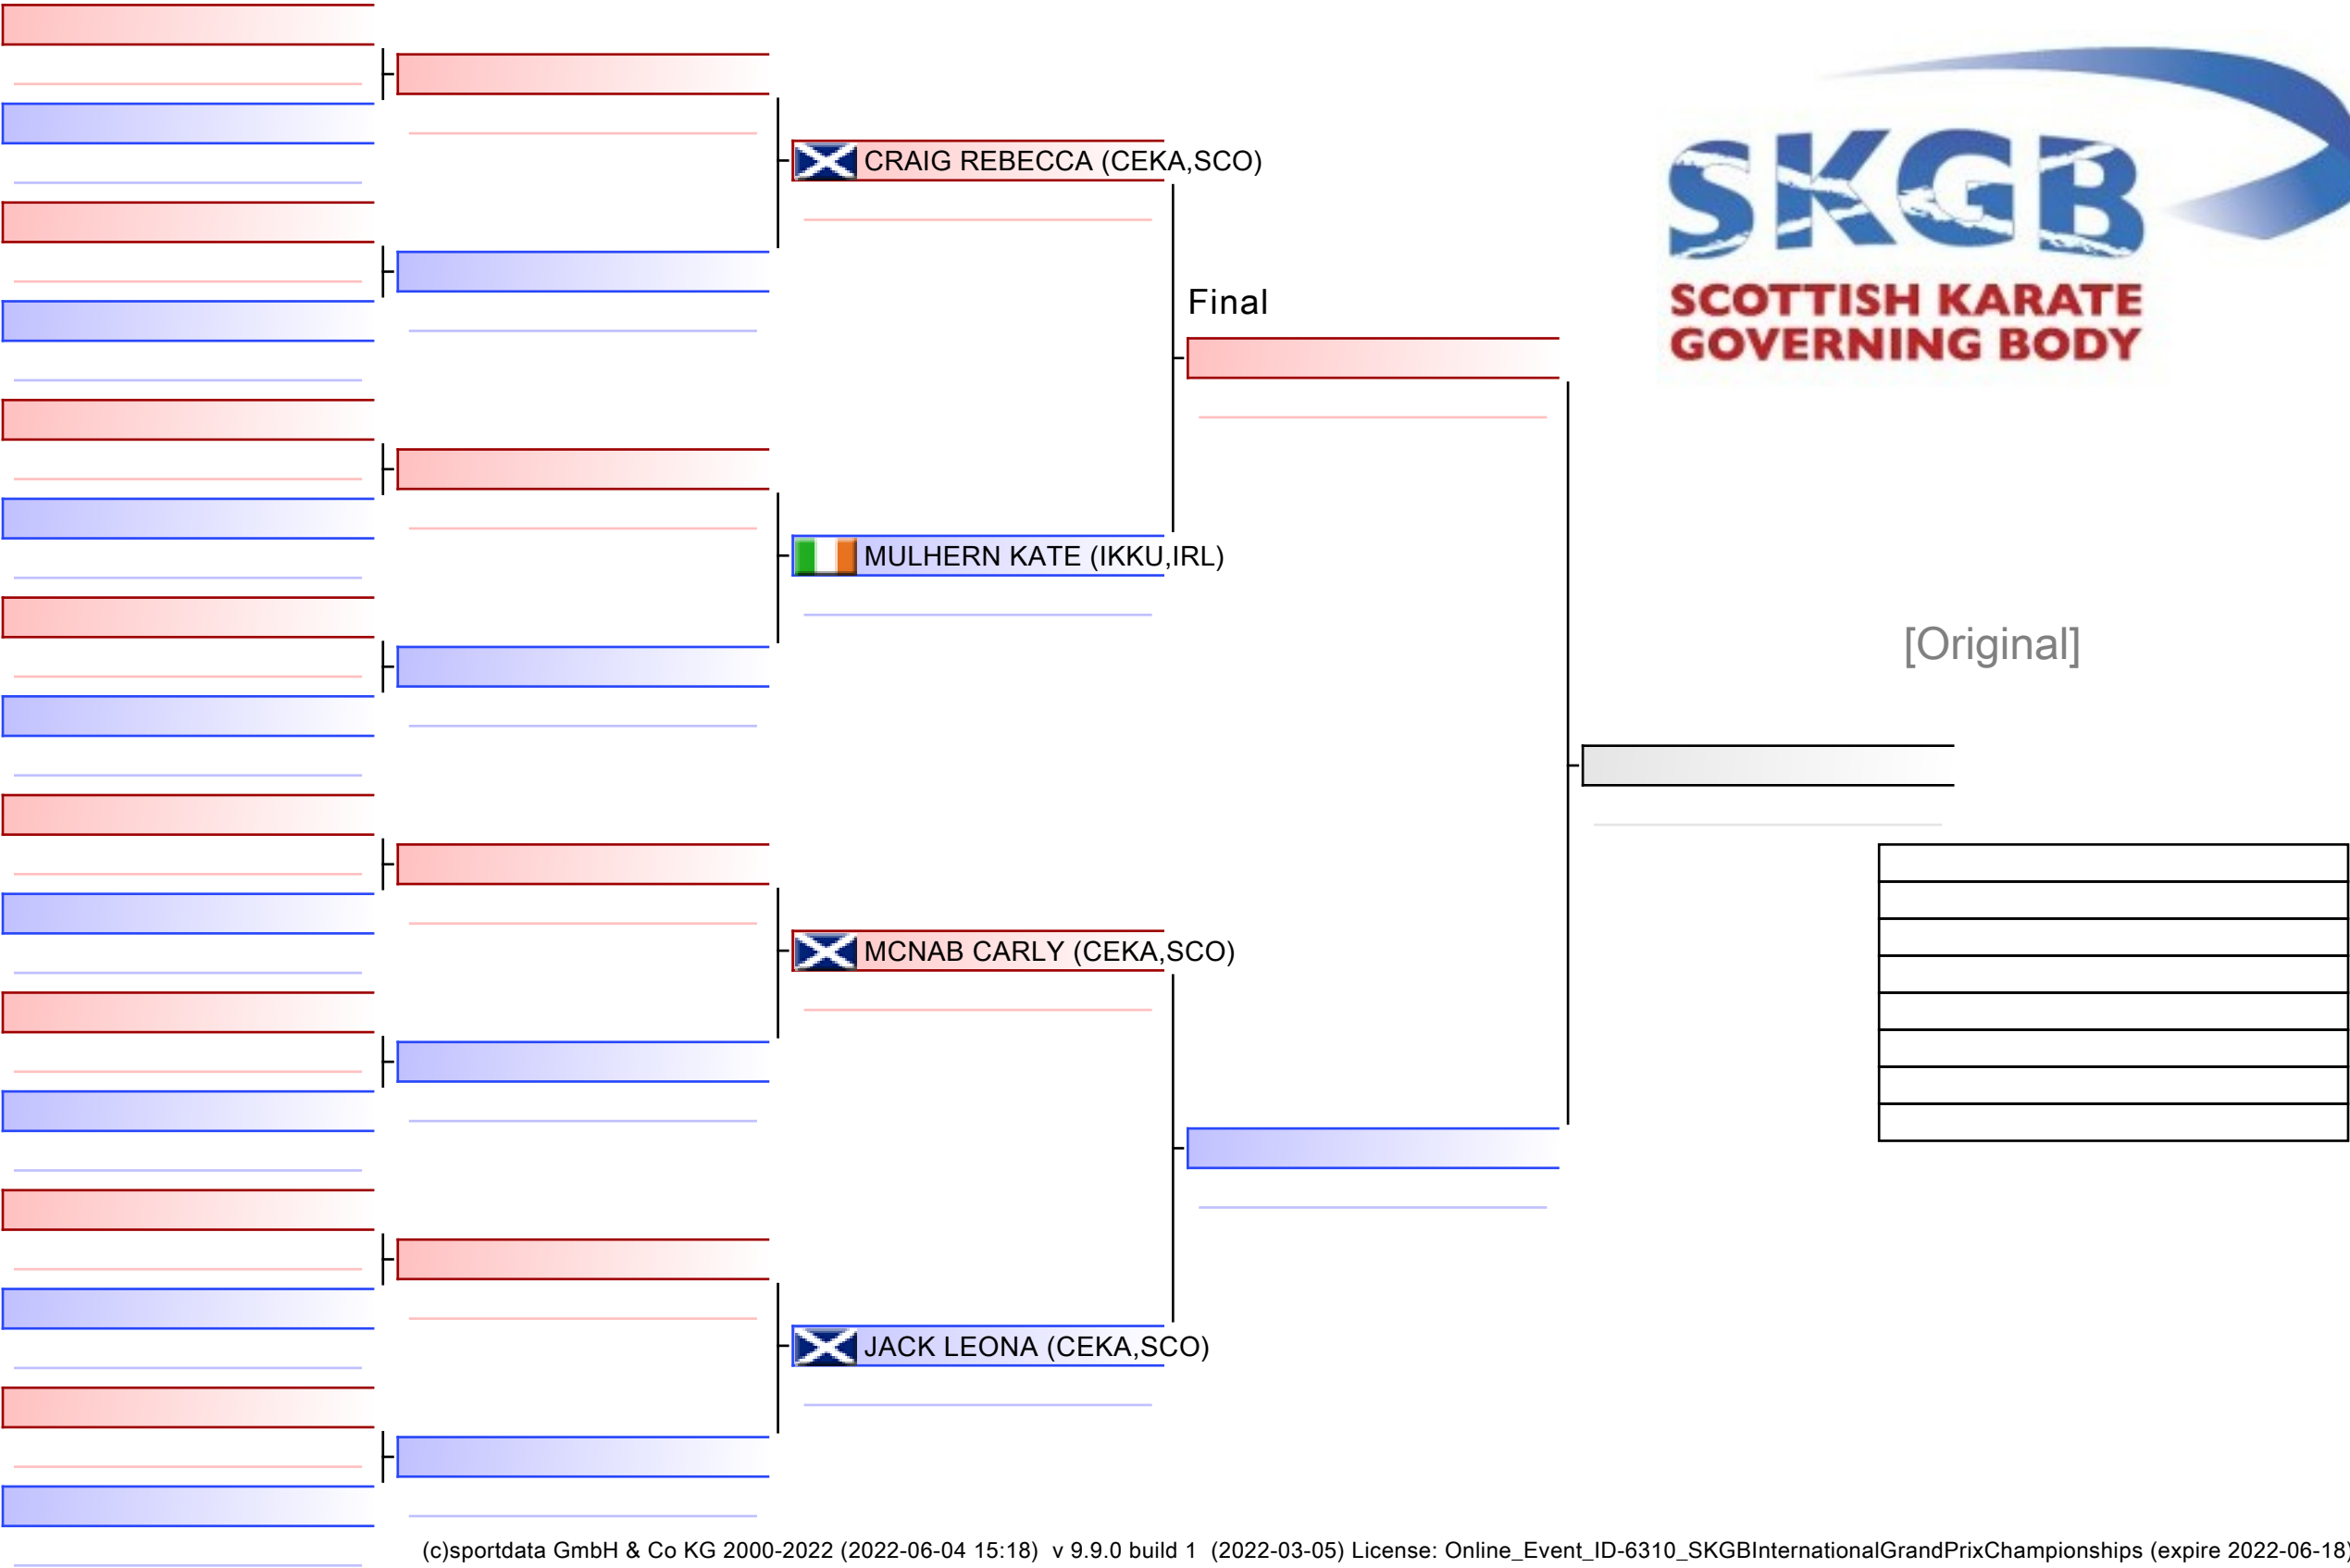 CRAIG REBECCA (CEKA,SCO)
SKGB
SCOTTISH KARATE
GOVERNING BODY
Final
MULHERN KATE (IKKU,IRL)
[Original]
MCNAB CARLY (CEKA,SCO)
JACK LEONA (CEKA,SCO)
(c)sportdata GmbH & Co KG 2000-2022 (2022-06-04 15:18) v 9.9.0 build 1 (2022-03-05) License: Online_Event_ID-6310_SKGBInternationalGrandPrixChampionships (expire 2022-06-18)